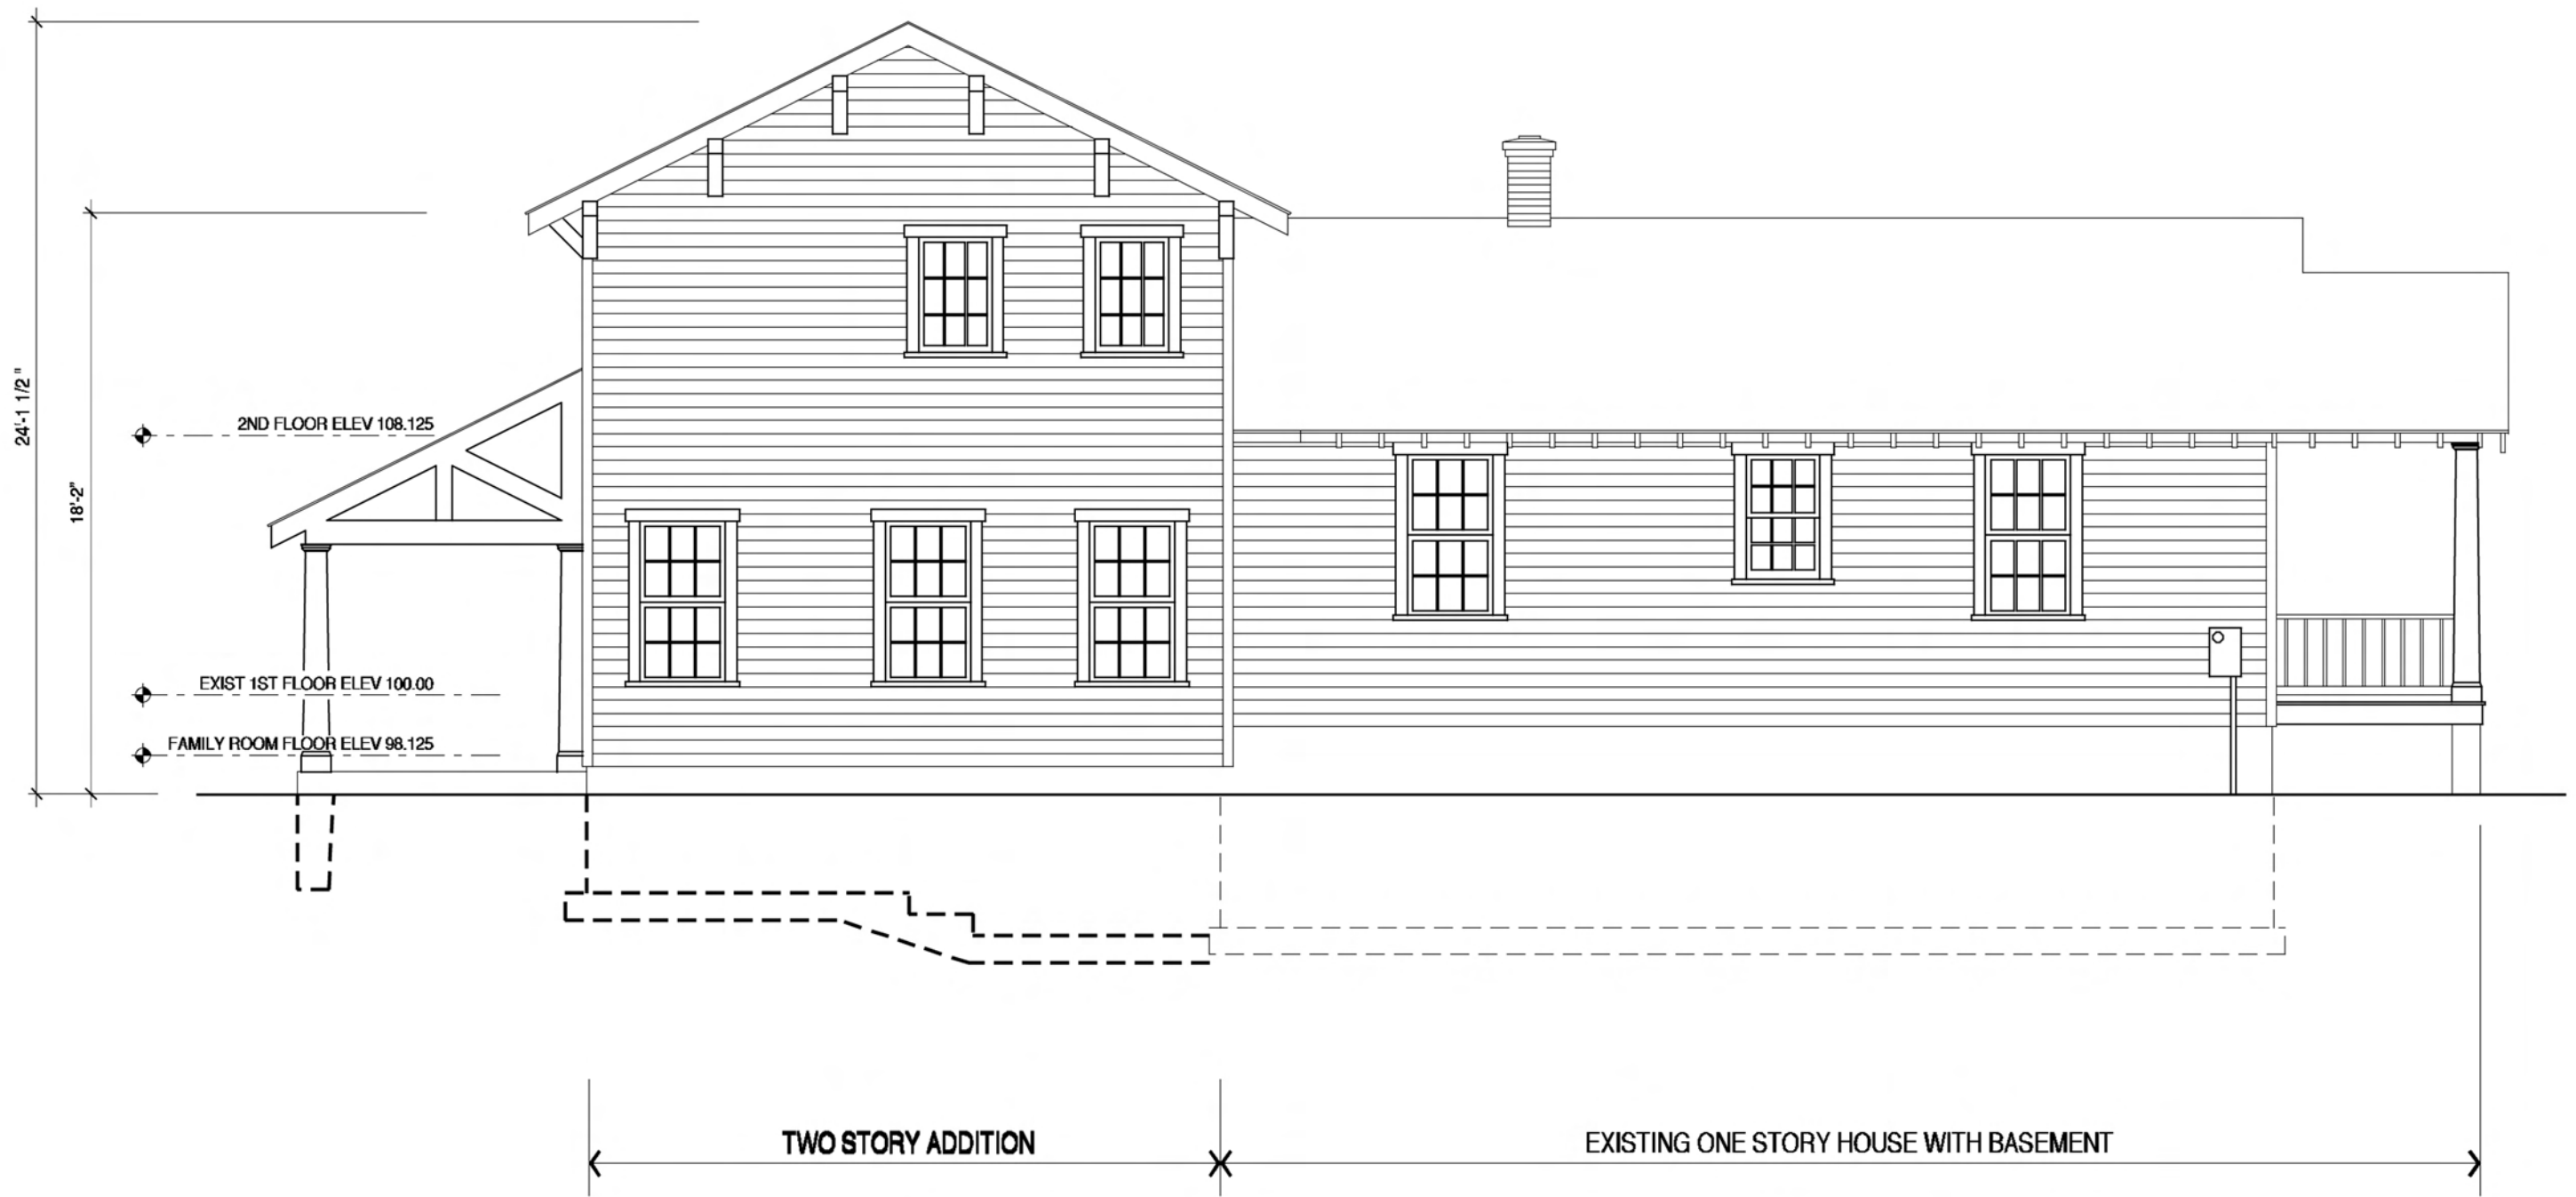 24'-1 1/2"
18'-2"
2ND FLOOR ELEV 108.125
EXIST 1ST FLOOR ELEV 100.00
FAMILY ROOM FLOOR ELEV 98.125
TWO STORY ADDITION
EXISTING ONE STORY HOUSE WITH BASEMENT